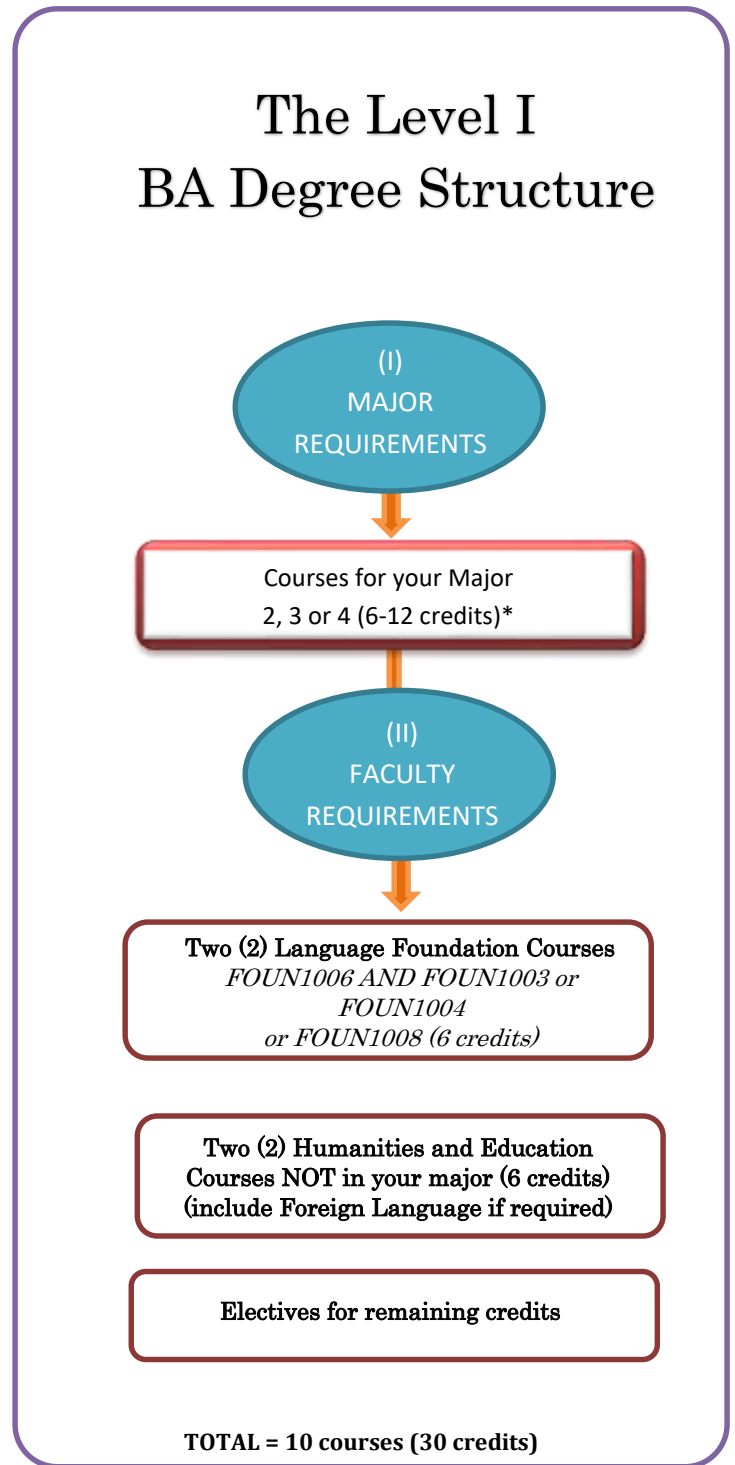 The Level I
BA Degree Structure
(I)
MAJOR
REQUIREMENTS
Courses for your Major
2, 3 or 4 (6-12 credits)*
(II)
FACULTY
REQUIREMENTS
Two (2) Language Foundation Courses
FOUN1006 AND FOUN1003 or
FOUN1004
or FOUN1008 (6 credits)
Two (2) Humanities and Education
Courses NOT in your major (6 credits)
(include Foreign Language if required)
Electives for remaining credits
TOTAL = 10 courses (30 credits)